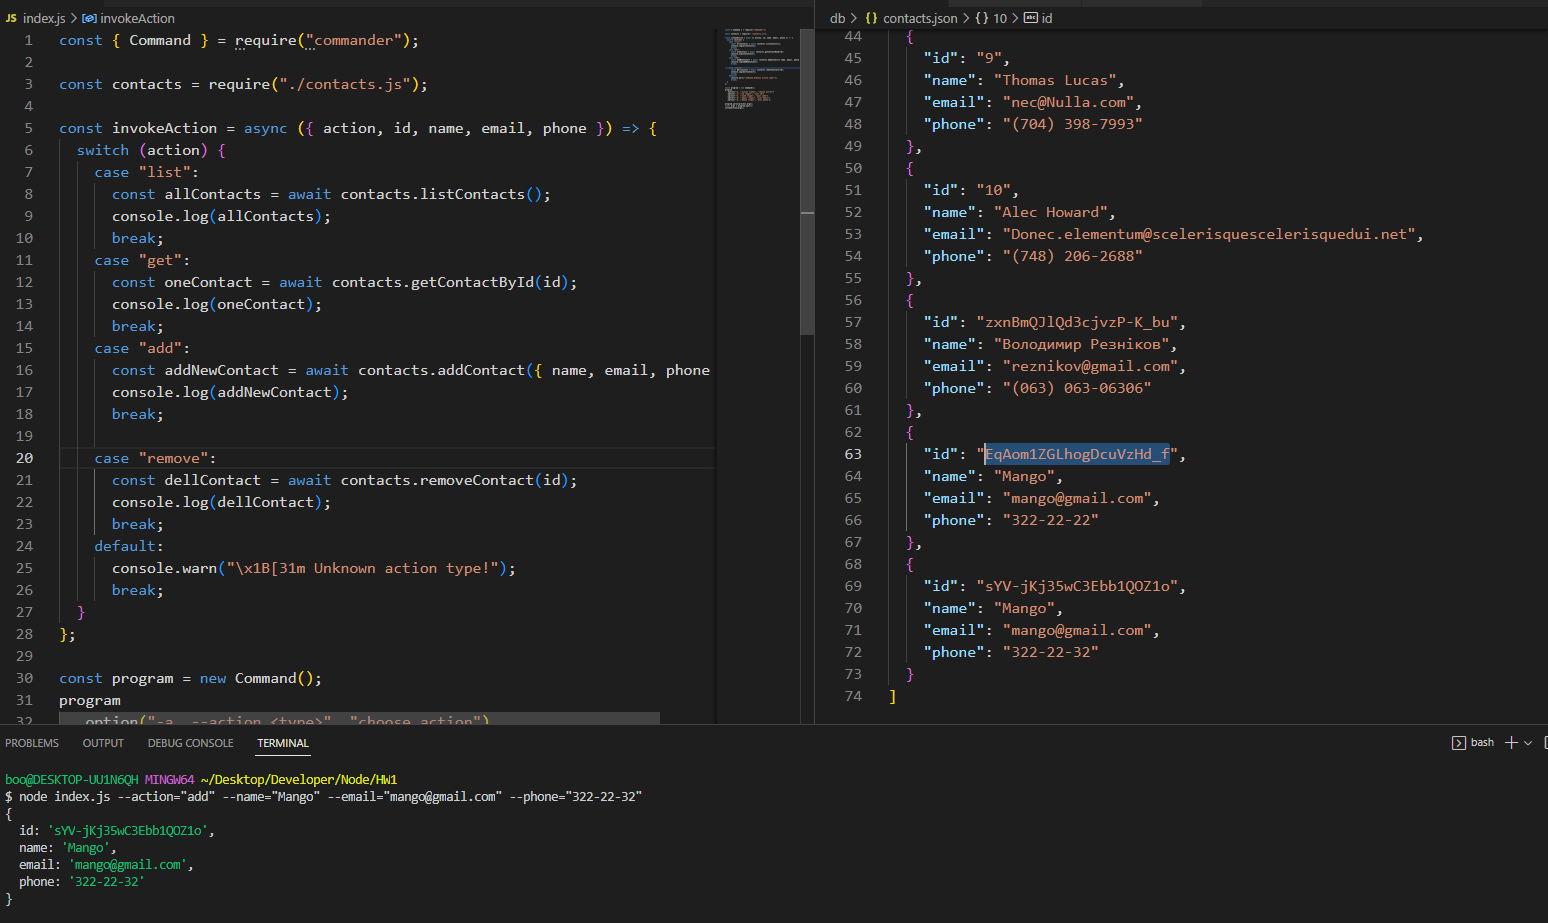 JS index.js > invokeAction
1 const { Command } = require("commander");
2
3 const contacts = require("./contacts.js");
4
5 const invokeAction = async ({ action, id, name, email, phone }) => {
6 switch (action) {
7 case "list":
8 const allContacts = await contacts.listContacts();
9 console.log(allContacts);
10 break;
11 case "get":
12 const oneContact = await contacts.getContactById(id);
13 console.log(oneContact);
14 break;
15 case "add":
16 const addNewContact = await contacts.addContact({ name, email, phone
17 console.log(addNewContact);
18 break;
19
20 case "remove":
21 const dellContact = await contacts.removeContact(id);
22 console.log(dellContact);
23 break;
24 default:
25 console.warn("\x1B[31m Unknown action type!");
26 break;
27 }
28 };
29
30 const program = new Command();
31 program
32 .option("-a, --action <type>", "choose action")
db > {} contacts.json > {} 10 > abc id
44 {
45 "id": "9",
46 "name": "Thomas Lucas",
47 "email": "nec@Nulla.com",
48 "phone": "(704) 398-7993"
49 },
50 {
51 "id": "10",
52 "name": "Alec Howard",
53 "email": "Donec.elementum@scelerisquescelerisquedui.net",
54 "phone": "(748) 206-2688"
55 },
56 {
57 "id": "zxnBmQJlQd3cjvzP-K_bu",
58 "name": "Володимир Резніков",
59 "email": "reznikov@gmail.com",
60 "phone": "(063) 063-06306"
61 },
62 {
63 "id": "EqAom1ZGLhogDcuVzHd_f",
64 "name": "Mango",
65 "email": "mango@gmail.com",
66 "phone": "322-22-22"
67 },
68 {
69 "id": "sYV-jKj35wC3Ebb1QOZ1o",
70 "name": "Mango",
71 "email": "mango@gmail.com",
72 "phone": "322-22-32"
73 }
74 ]
PROBLEMS OUTPUT DEBUG CONSOLE TERMINAL
bash
boo@DESKTOP-UU1N6QH MINGW64 ~/Desktop/Developer/Node/HW1
$ node index.js --action="add" --name="Mango" --email="mango@gmail.com" --phone="322-22-32"
{
id: 'sYV-jKj35wC3Ebb1QOZ1o',
name: 'Mango',
email: 'mango@gmail.com',
phone: '322-22-32'
}